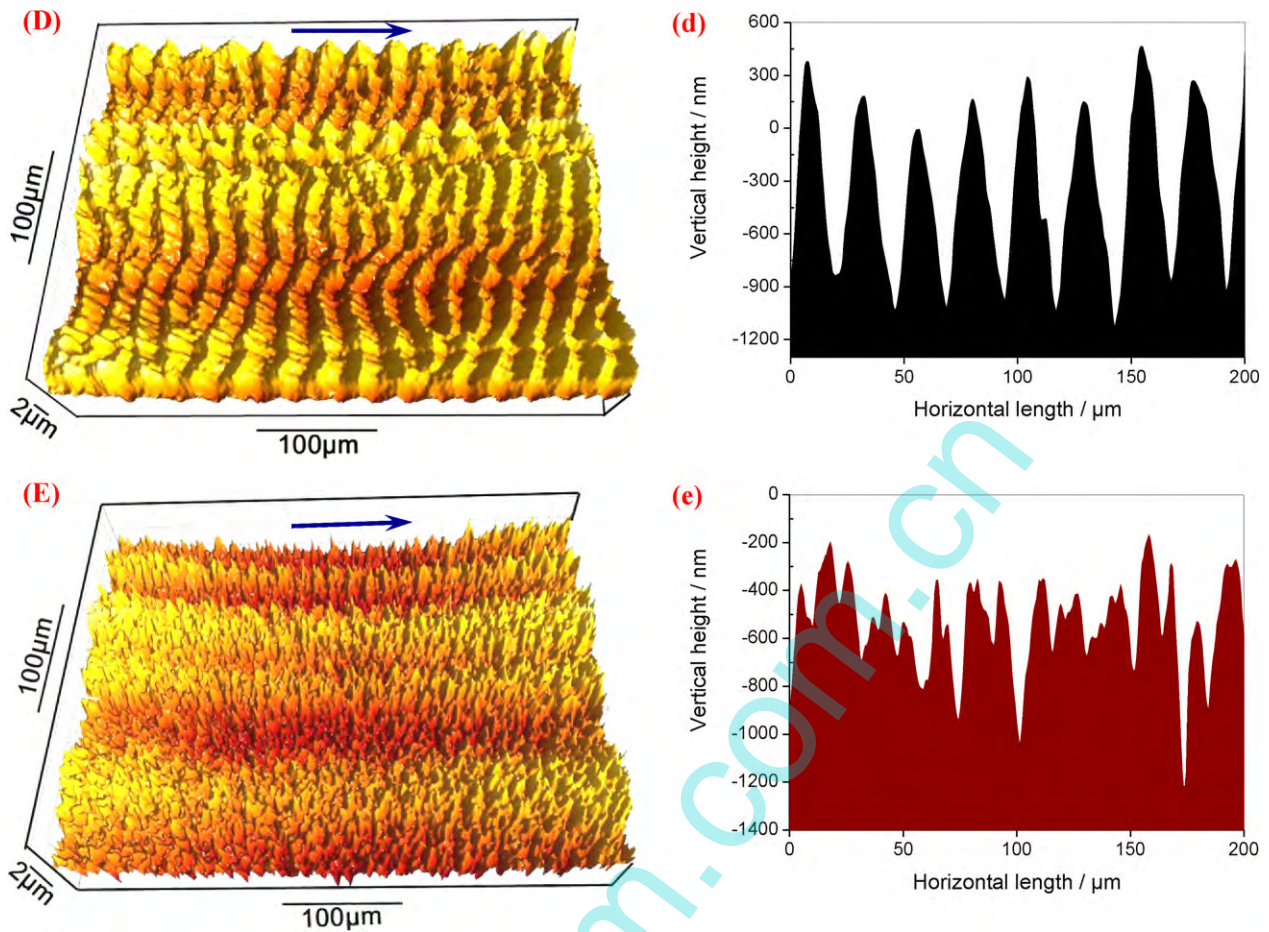 (D)
100µm
2µm
100µm
(d)
600
300
0
-300
-600
-900
-1200
Vertical height / nm
0
50
100
150
200
Horizontal length / µm
(E)
100µm
2µm
100µm
(e)
0
-200
-400
-600
-800
-1000
-1200
-1400
Vertical height / nm
0
50
100
150
200
Horizontal length / µm
m.com.cn